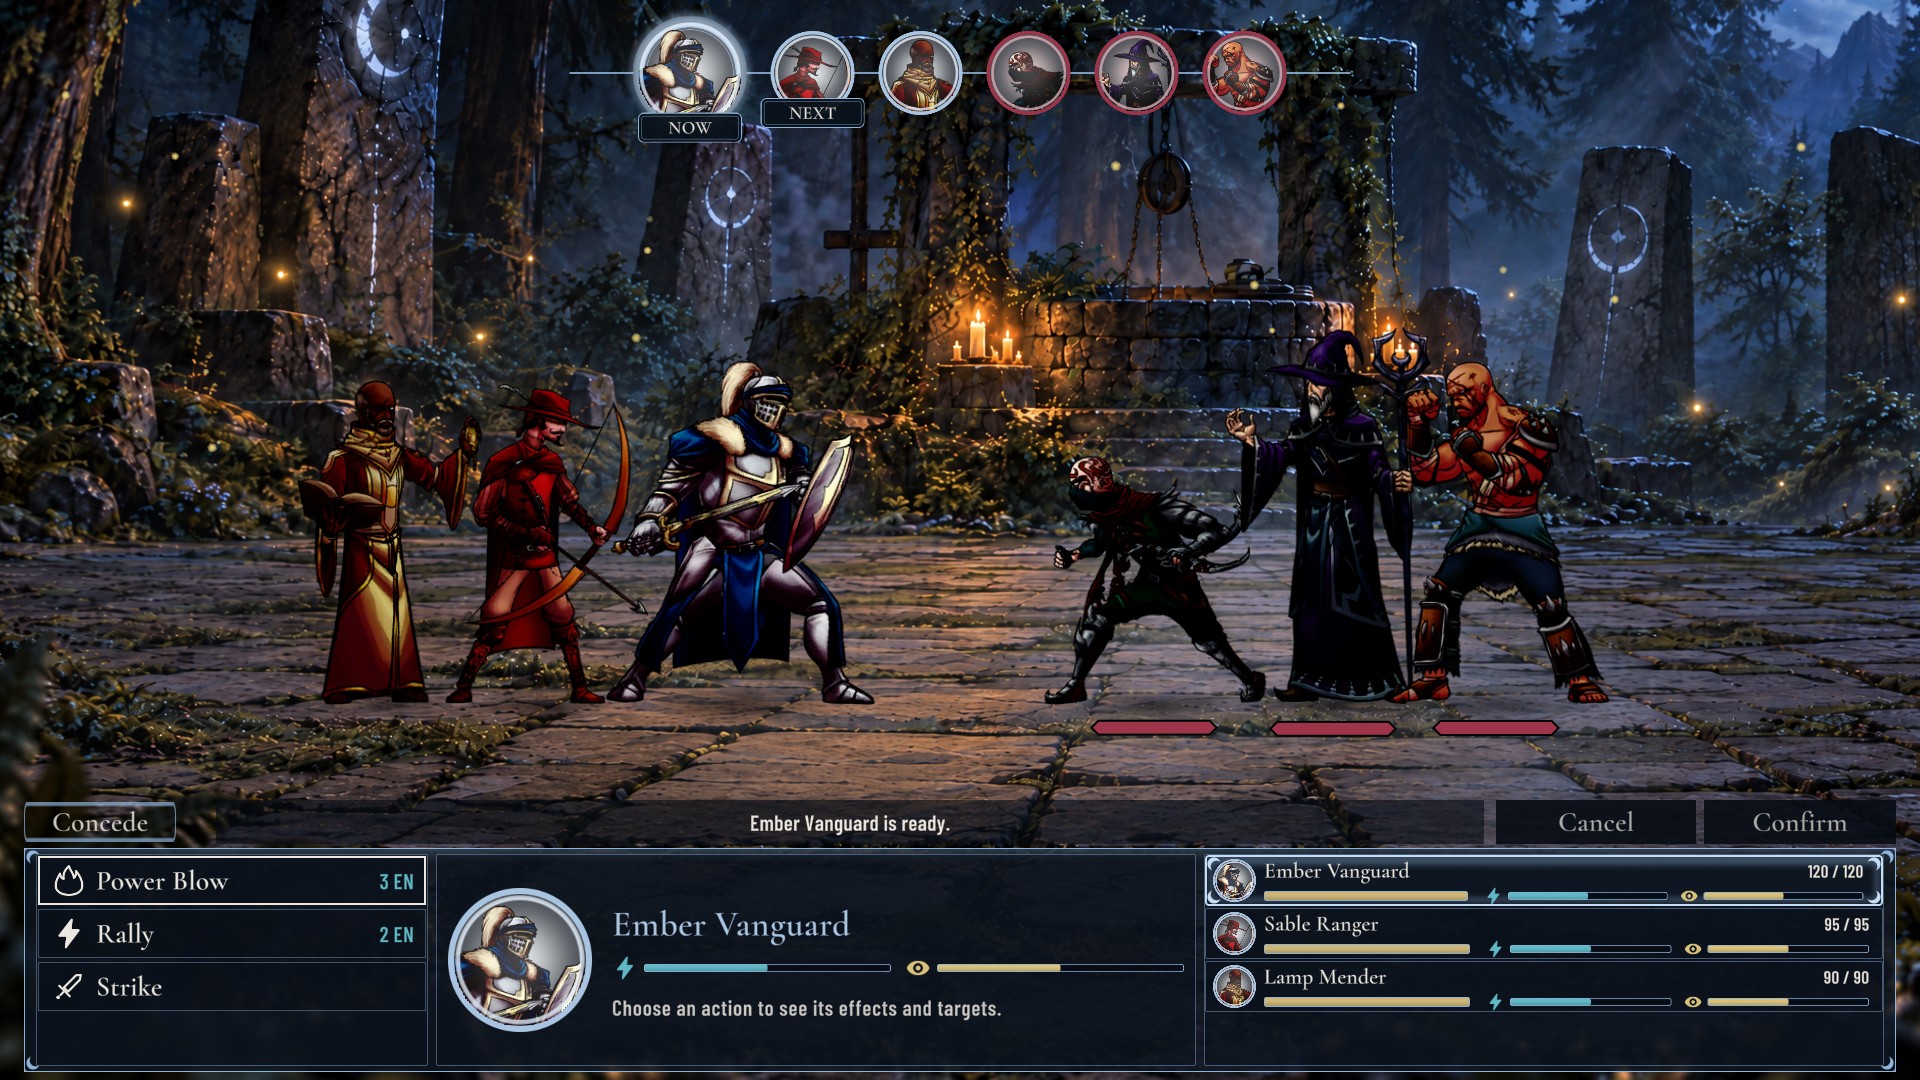 NOW
NEXT
Concede
Ember Vanguard is ready.
Cancel
Confirm
Power Blow 3 EN
Rally 2 EN
Strike
Ember Vanguard
Choose an action to see its effects and targets.
Ember Vanguard 120 / 120
Sable Ranger 95 / 95
Lamp Mender 90 / 90